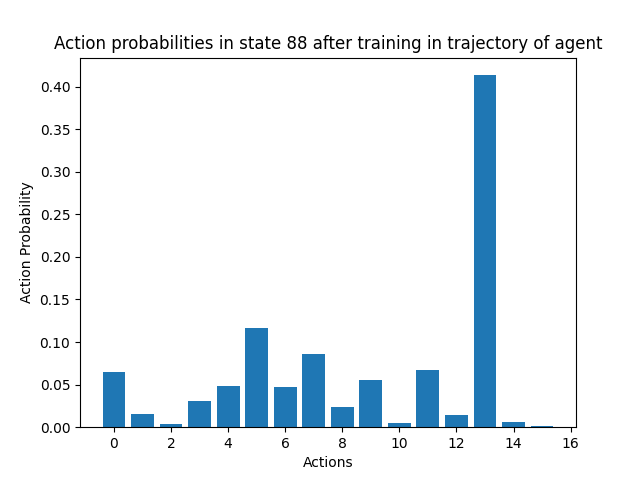 Action probabilities in state 88 after training in trajectory of agent
0.40
0.35
0.30
0.25
0.20
0.15
0.10
0.05
0.00
Action Probability
0 2 4 6 8 10 12 14 16
Actions